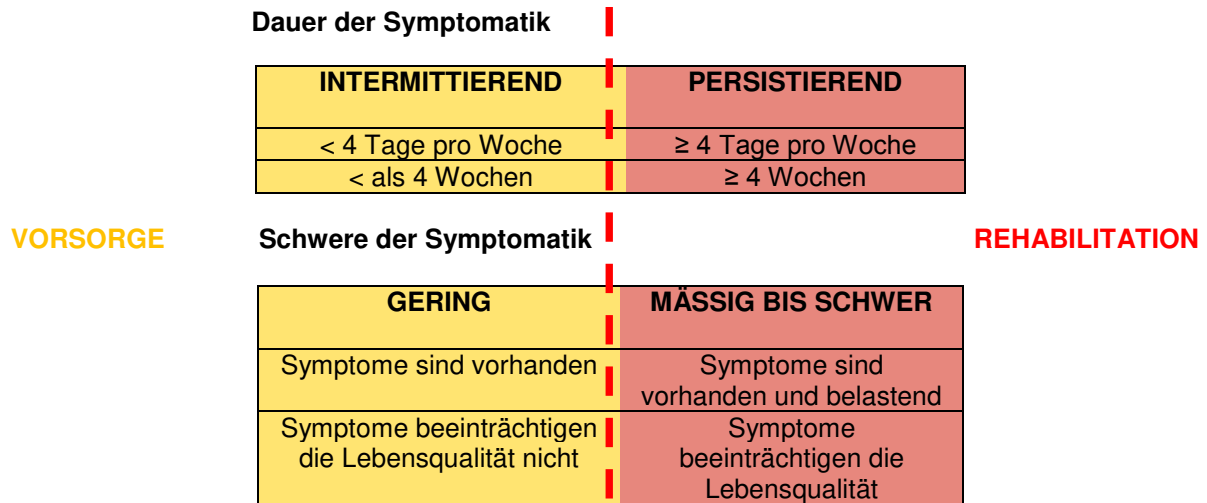 Dauer der Symptomatik
INTERMITTIEREND
PERSISTIEREND
< 4 Tage pro Woche
≥ 4 Tage pro Woche
< als 4 Wochen
≥ 4 Wochen
VORSORGE
Schwere der Symptomatik
REHABILITATION
GERING
MÄSSIG BIS SCHWER
Symptome sind vorhanden
Symptome sind
vorhanden und belastend
Symptome beeinträchtigen
die Lebensqualität nicht
Symptome
beeinträchtigen die
Lebensqualität